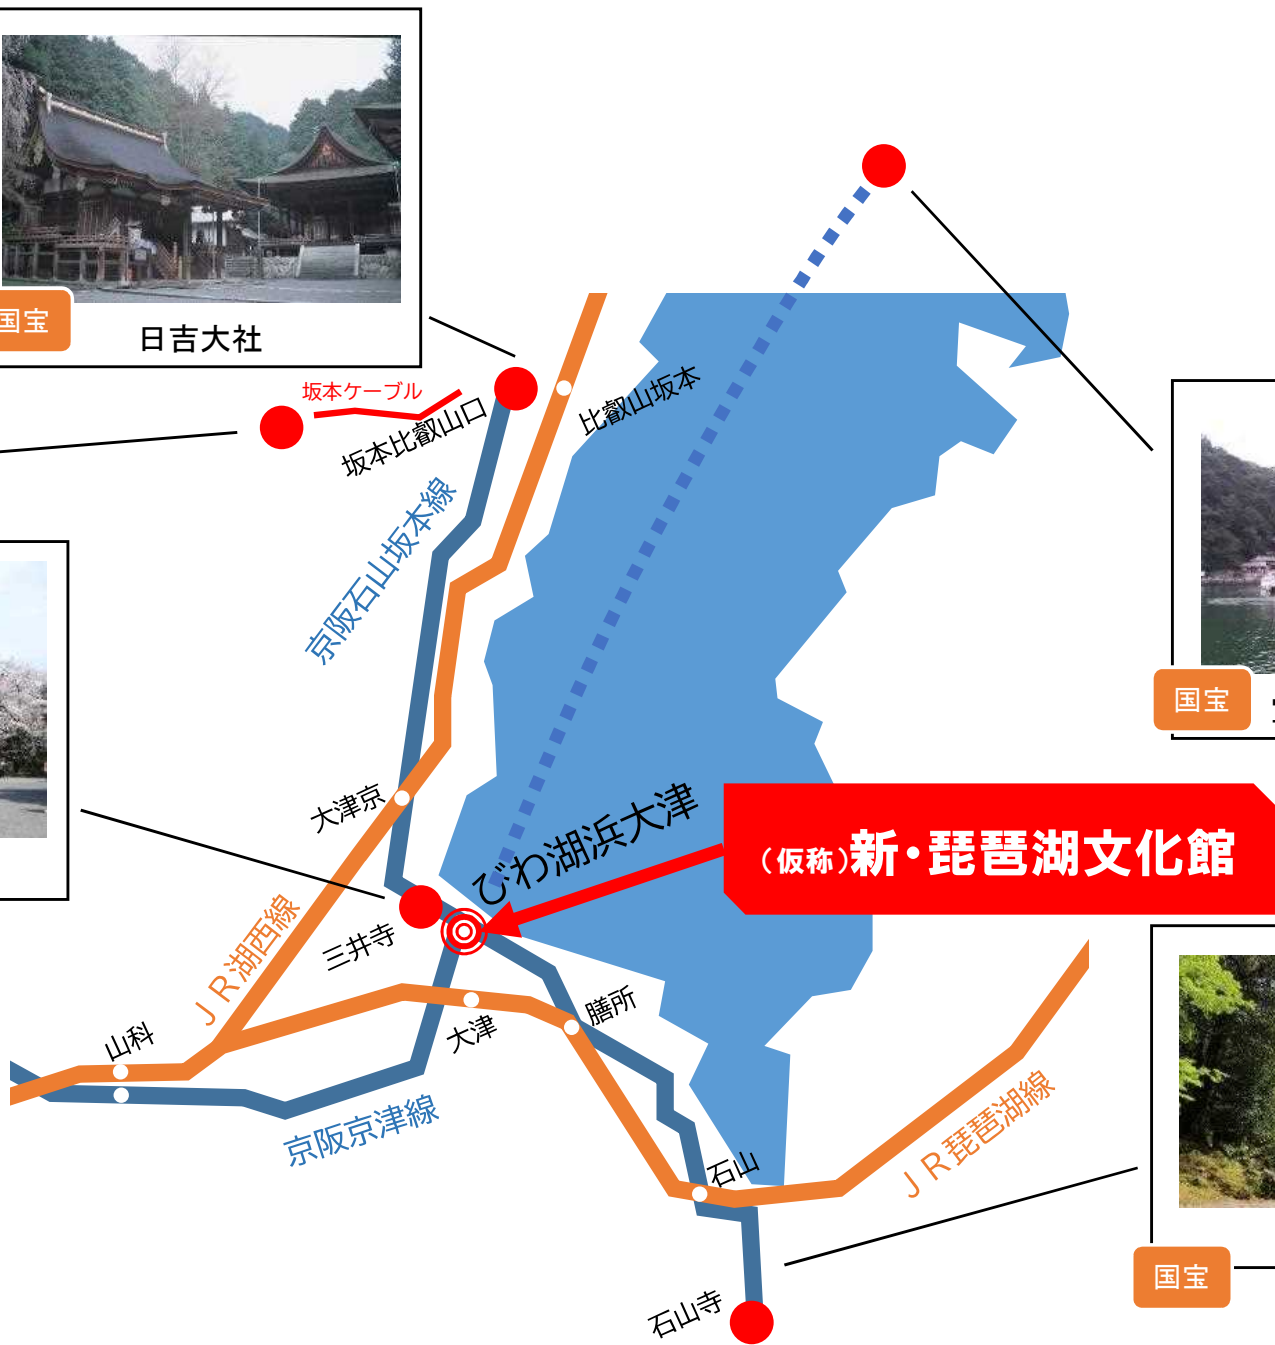 国宝
日吉大社
坂本ケーブル
坂本比叡山口
比叡山坂本
京阪石山坂本線
国宝
大津京
びわ湖浜大津
（仮称）新・琵琶湖文化館
三井寺
ＪＲ湖西線
山科
大津
膳所
京阪京津線
石山
ＪＲ琵琶湖線
国宝
石山寺